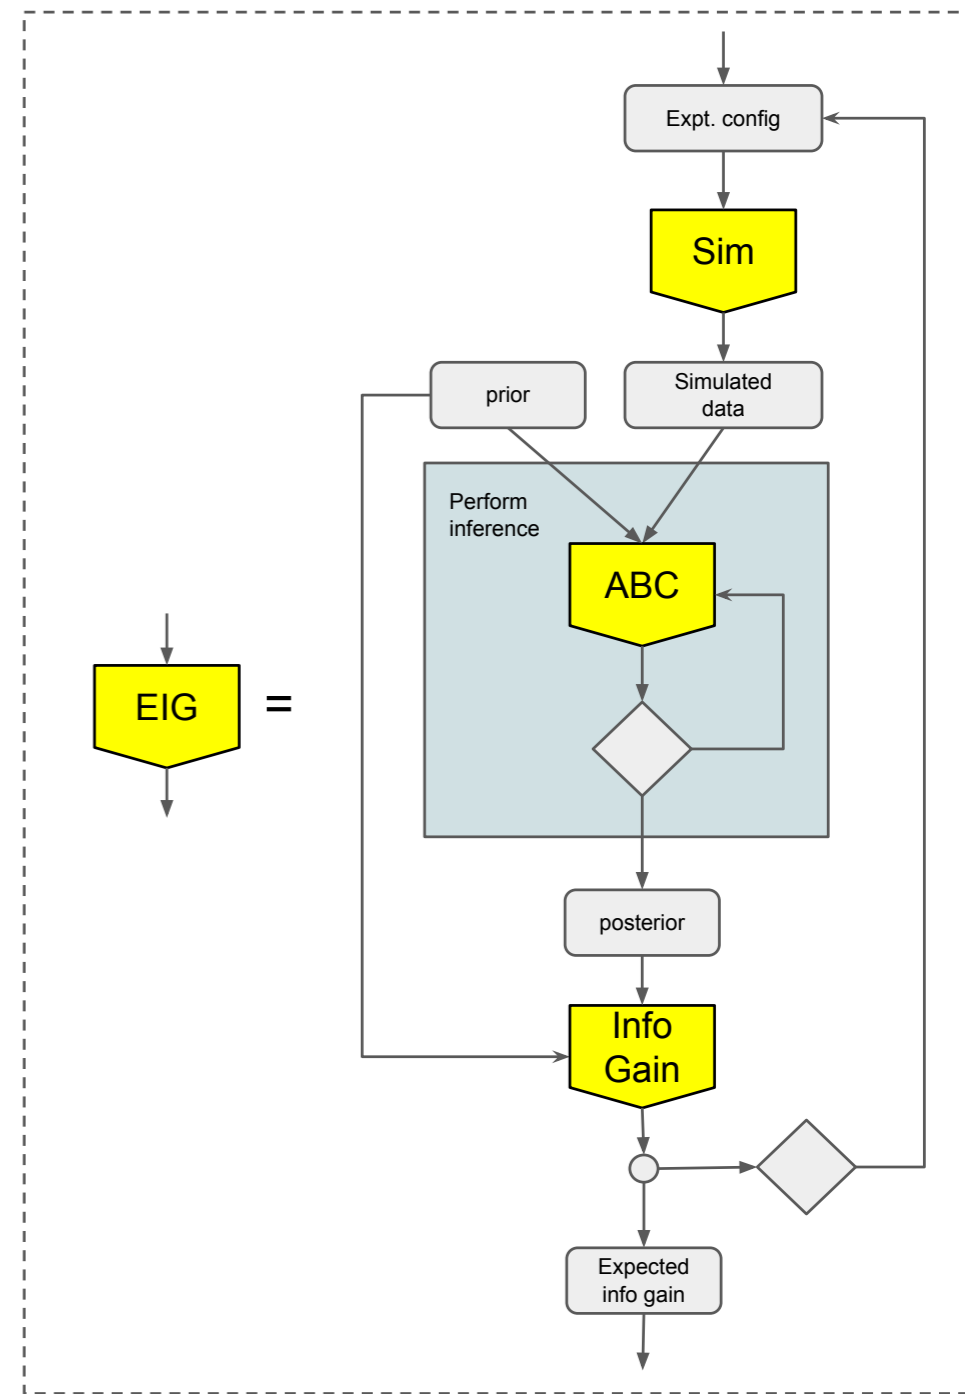 Expt. config
Sim
prior
Simulated
data
Perform
inference
ABC
EIG
=
posterior
Info
Gain
Expected
info gain